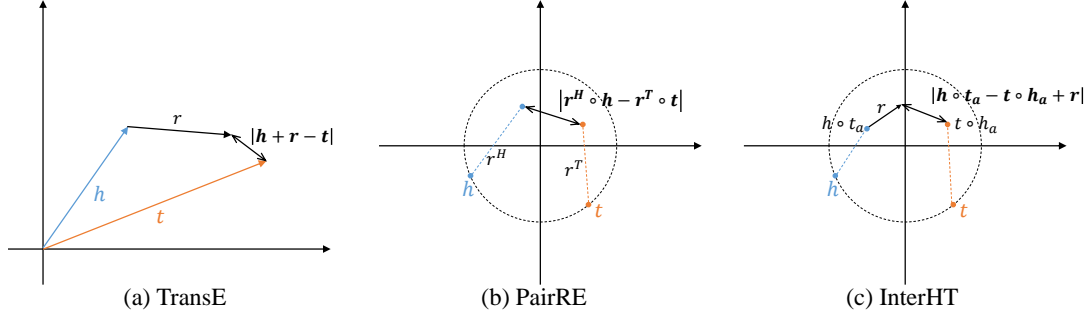 r
|h + r − t|
h
t
(a) TransE
|r^H ∘ h − r^T ∘ t|
r^H
r^T
h
t
(b) PairRE
|h ∘ t_a − t ∘ h_a + r|
r
h ∘ t_a
t ∘ h_a
h
t
(c) InterHT